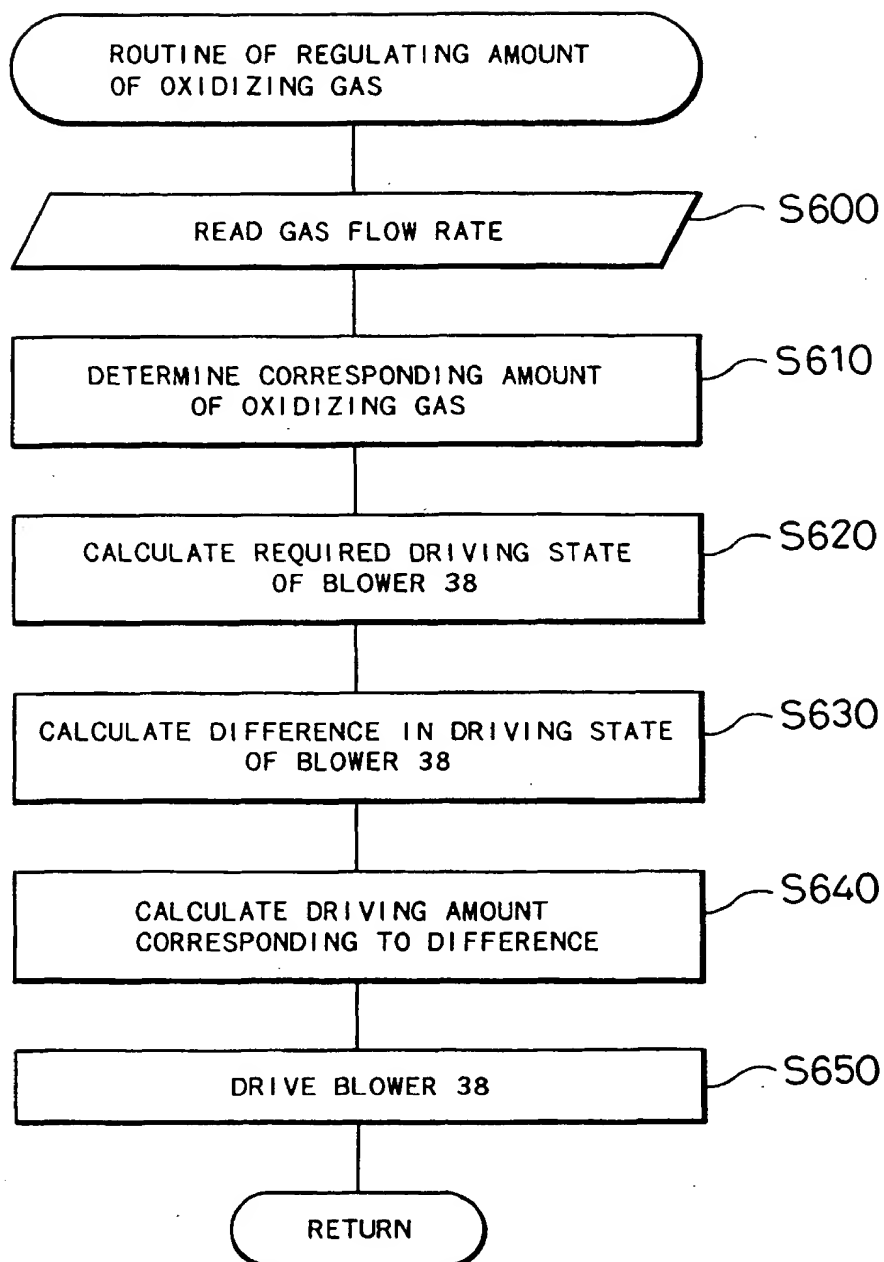 ROUTINE OF REGULATING AMOUNT
OF OXIDIZING GAS
READ GAS FLOW RATE
S600
DETERMINE CORRESPONDING AMOUNT
OF OXIDIZING GAS
S610
CALCULATE REQUIRED DRIVING STATE
OF BLOWER 38
S620
CALCULATE DIFFERENCE IN DRIVING STATE
OF BLOWER 38
S630
CALCULATE DRIVING AMOUNT
CORRESPONDING TO DIFFERENCE
S640
DRIVE BLOWER 38
S650
RETURN